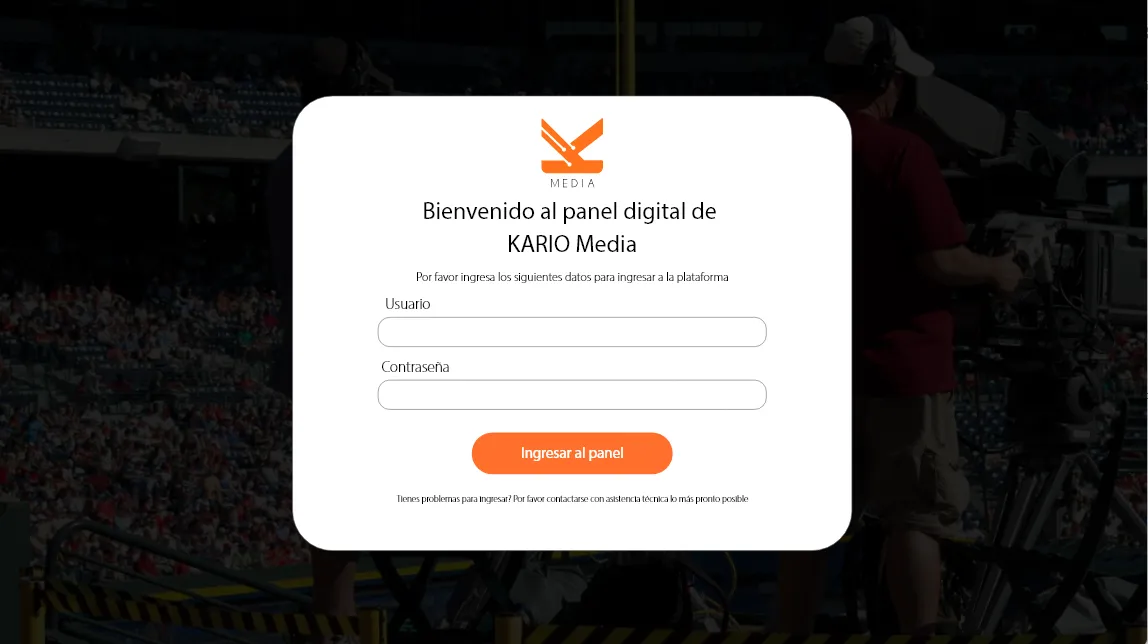 MEDIA
Bienvenido al panel digital de
KARIO Media
Por favor ingresa los siguientes datos para ingresar a la plataforma
Usuario
Contraseña
Ingresar al panel
Tienes problemas para ingresar? Por favor contactarse con asistencia técnica lo más pronto posible